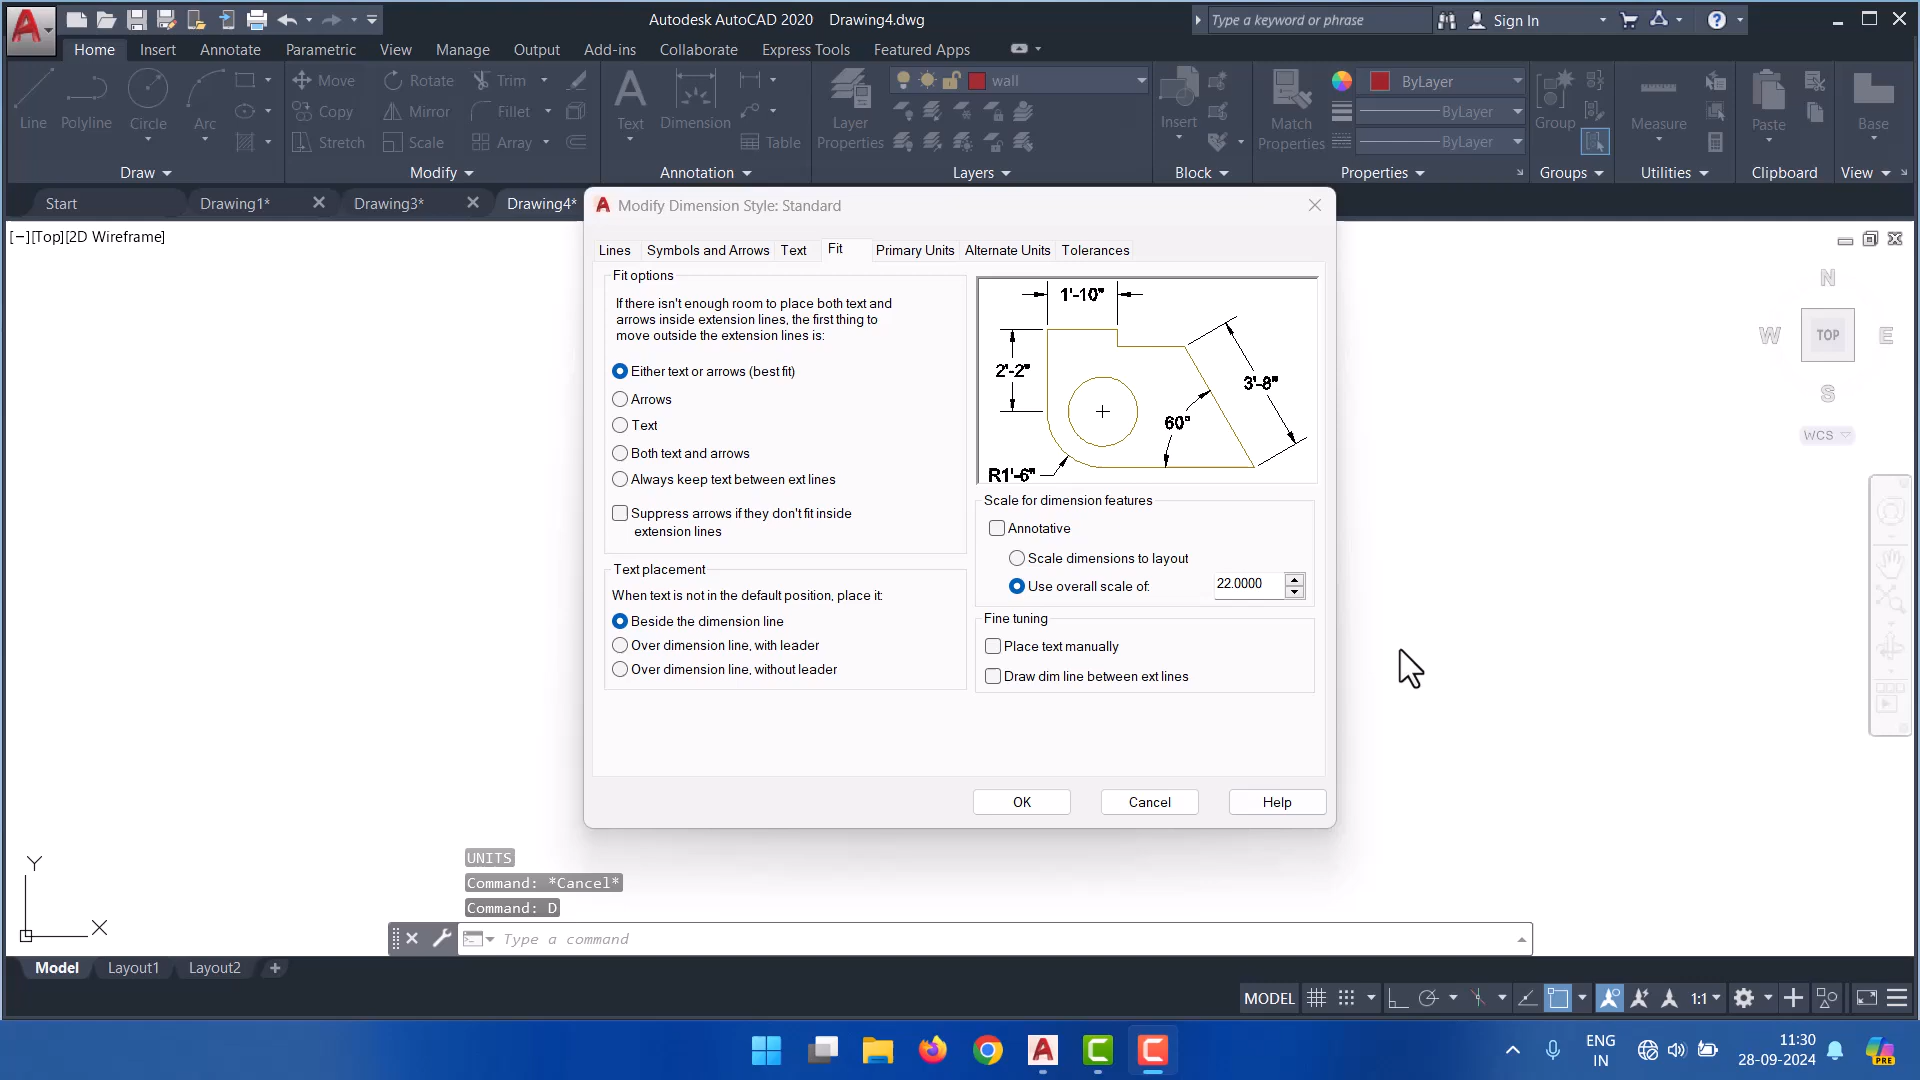 Autodesk AutoCAD 2020 Drawing4.dwg
Type a keyword or phrase
Sign In
Home Insert Annotate Parametric View Manage Output Add-ins Collaborate Express Tools Featured Apps
Line Polyline Circle Arc
Move Rotate Trim
Copy Mirror Fillet
Stretch Scale Array
Text Dimension Table
Layer
Properties
wall
Insert
Match
Properties
ByLayer
ByLayer
ByLayer
Group
Measure
Paste
Base
Draw Modify Annotation Layers Block Properties Groups Utilities Clipboard View
Start Drawing1* Drawing3* Drawing4*
[−][Top][2D Wireframe]
Modify Dimension Style: Standard
Lines Symbols and Arrows Text Fit Primary Units Alternate Units Tolerances
Fit options
If there isn't enough room to place both text and
arrows inside extension lines, the first thing to
move outside the extension lines is:
Either text or arrows (best fit)
Arrows
Text
Both text and arrows
Always keep text between ext lines
Suppress arrows if they don't fit inside
extension lines
Text placement
When text is not in the default position, place it:
Beside the dimension line
Over dimension line, with leader
Over dimension line, without leader
1'-10"
2'-2"
3'-8"
60°
R1'-6"
Scale for dimension features
Annotative
Scale dimensions to layout
Use overall scale of: 22.0000
Fine tuning
Place text manually
Draw dim line between ext lines
OK Cancel Help
N
W TOP E
S
WCS
UNITS
Command: *Cancel*
Command: D
Type a command
Y
X
Model Layout1 Layout2 +
MODEL 1:1
ENG
IN
11:30
28-09-2024
PRE